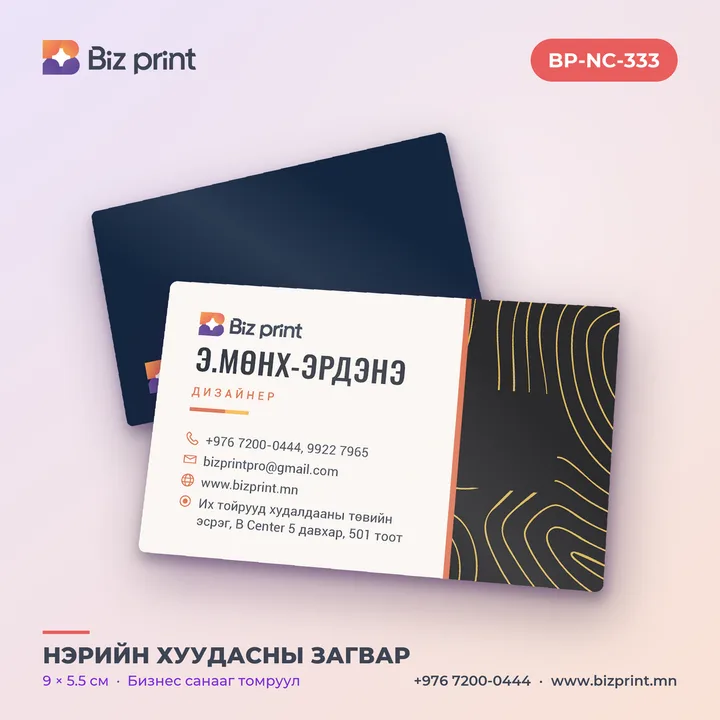 Biz print
BP-NC-333
Biz print
Э.МӨНХ-ЭРДЭНЭ
ДИЗАЙНЕР
+976 7200-0444, 9922 7965
bizprintpro@gmail.com
www.bizprint.mn
Их тойрууд худалдааны төвийн
эсрэг, B Center 5 давхар, 501 тоот
НЭРИЙН ХУУДАСНЫ ЗАГВАР
9 × 5.5 см · Бизнес санааг томруул
+976 7200-0444 · www.bizprint.mn